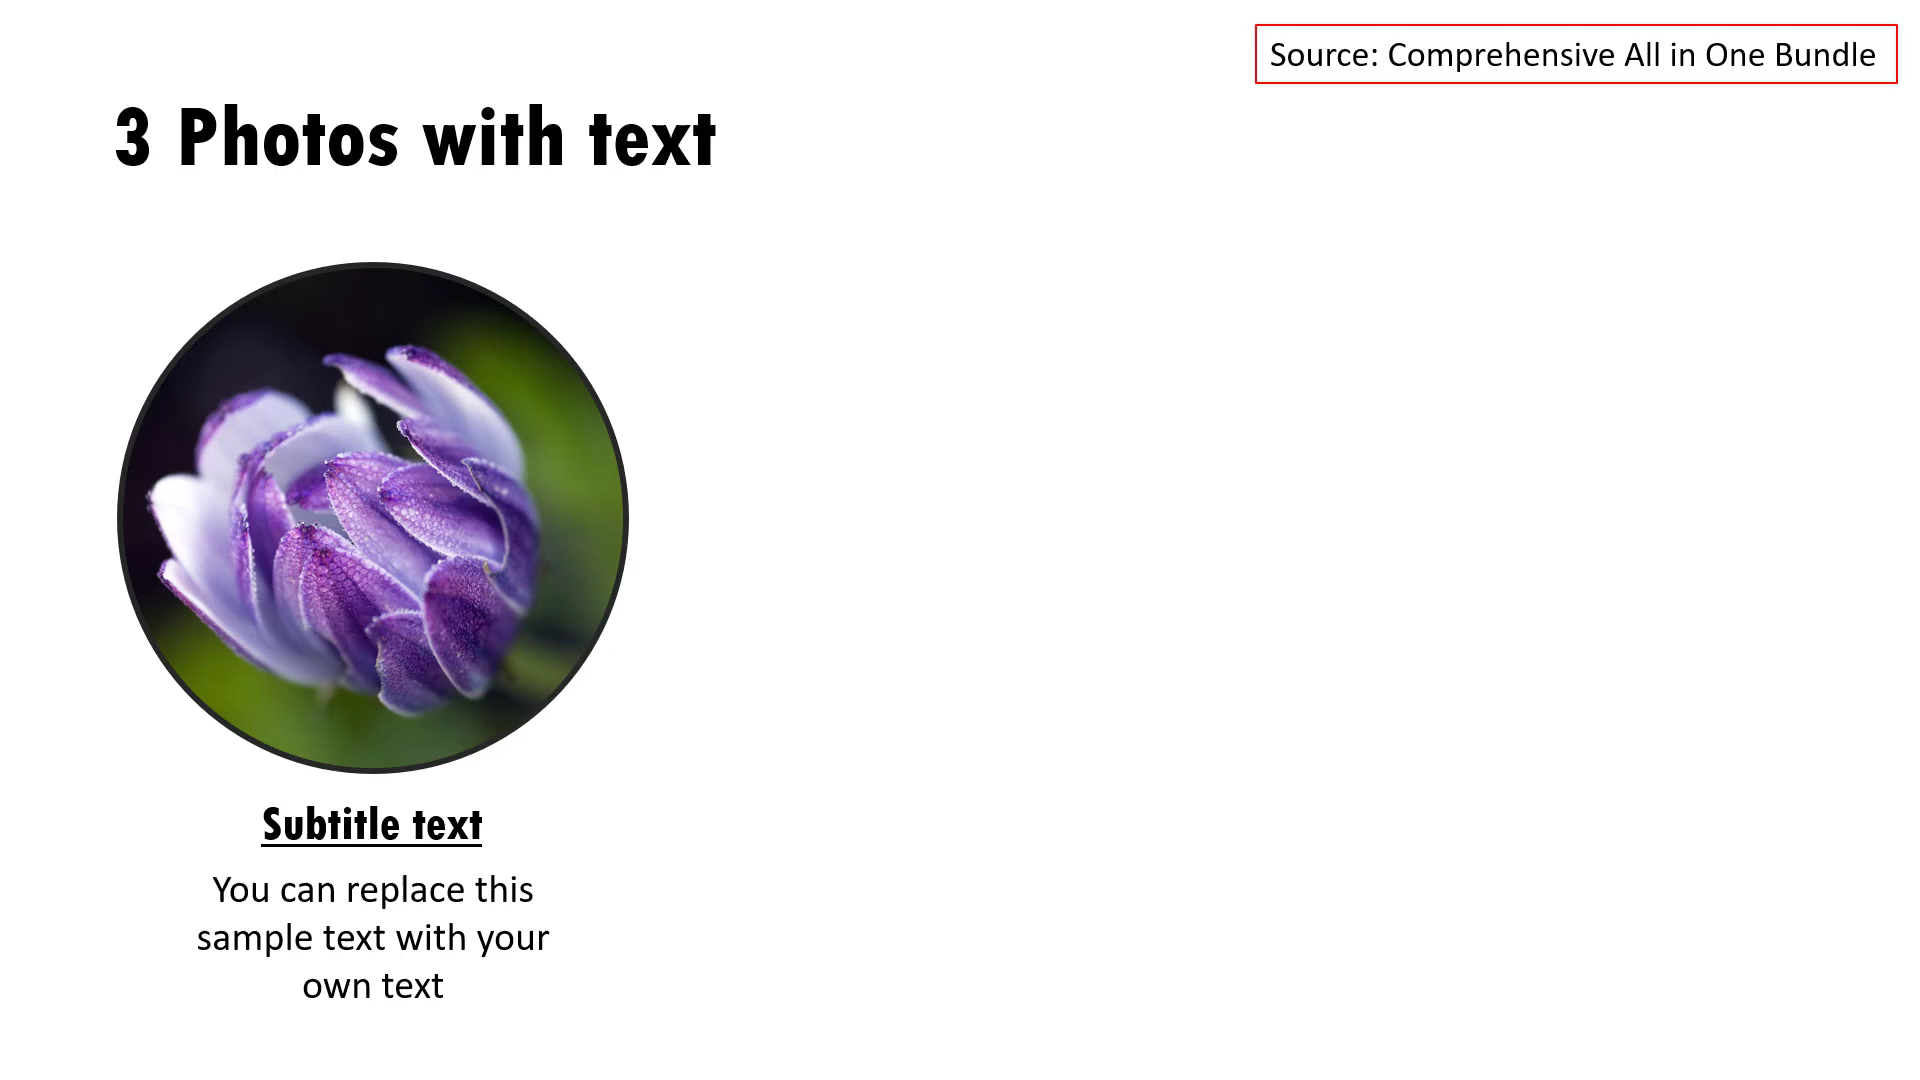 Source: Comprehensive All in One Bundle
3 Photos with text
Subtitle text
You can replace this
sample text with your
own text